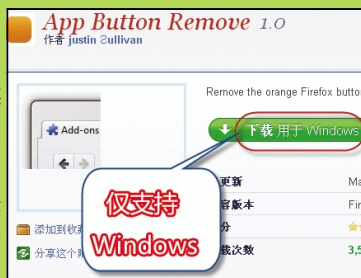 App Button Remove 1.0
作者 justin Sullivan
Remove the orange Firefox
Add-ons
下载 用于 Windows
仅支持
Windows
更新
容版本
分
载次数
3,5
添加到收
分享这个